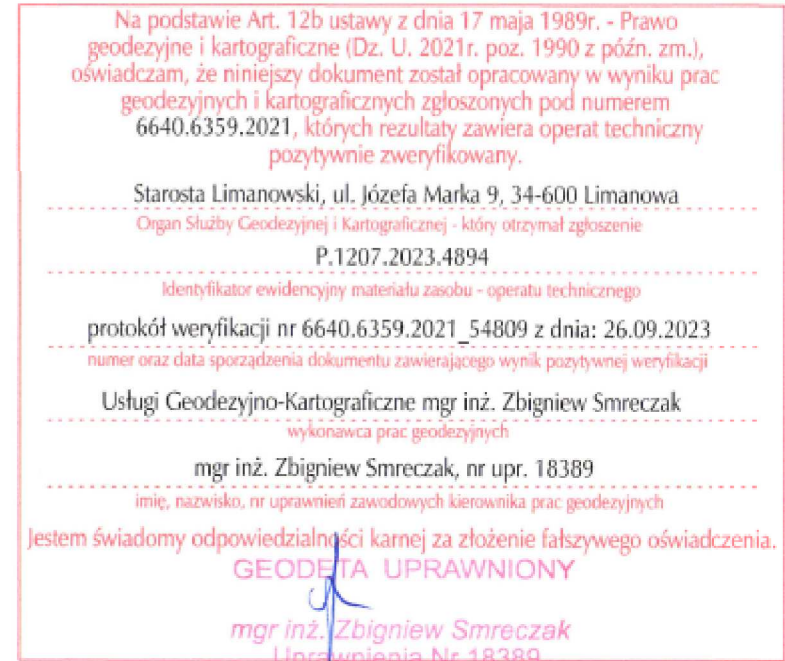 Na podstawie Art. 12b ustawy z dnia 17 maja 1989r. - Prawo
geodezyjne i kartograficzne (Dz. U. 2021r. poz. 1990 z późn. zm.),
oświadczam, że niniejszy dokument został opracowany w wyniku prac
geodezyjnych i kartograficznych zgłoszonych pod numerem
6640.6359.2021, których rezultaty zawiera operat techniczny
pozytywnie zweryfikowany.
Starosta Limanowski, ul. Józefa Marka 9, 34-600 Limanowa
Organ Służby Geodezyjnej i Kartograficznej - który otrzymał zgłoszenie
P.1207.2023.4894
Identyfikator ewidencyjny materiału zasobu - operatu technicznego
protokół weryfikacji nr 6640.6359.2021_54809 z dnia: 26.09.2023
numer oraz data sporządzenia dokumentu zawierającego wynik pozytywnej weryfikacji
Usługi Geodezyjno-Kartograficzne mgr inż. Zbigniew Smreczak
wykonawca prac geodezyjnych
mgr inż. Zbigniew Smreczak, nr upr. 18389
imię, nazwisko, nr uprawnień zawodowych kierownika prac geodezyjnych
Jestem świadomy odpowiedzialności karnej za złożenie fałszywego oświadczenia.
GEODETA UPRAWNIONY
mgr inż. Zbigniew Smreczak
Uprawnienia Nr 18389